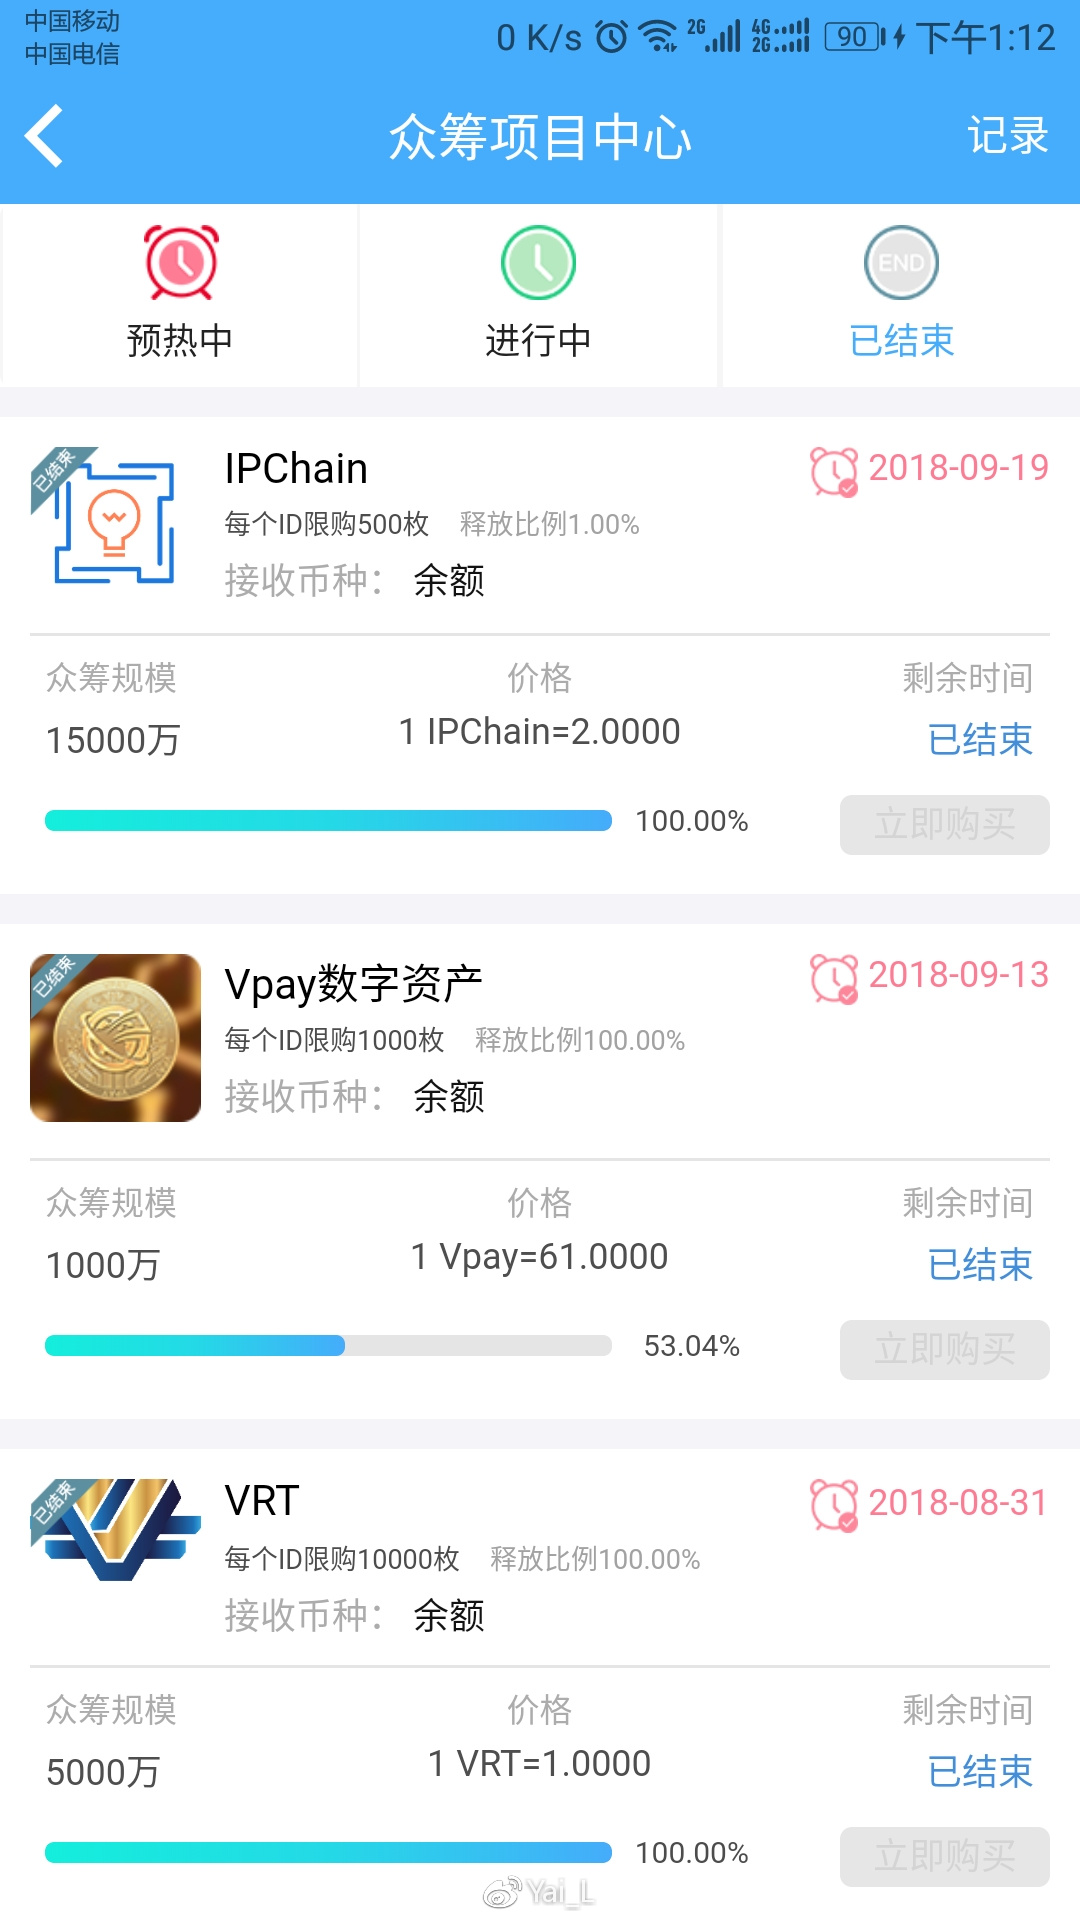 中国移动
中国电信
0 K/s 2G 4G 2G 90 下午1:12
众筹项目中心
记录
预热中
进行中
END
已结束
已结束
IPChain
2018-09-19
每个ID限购500枚 释放比例1.00%
接收币种： 余额
众筹规模 价格 剩余时间
15000万 1 IPChain=2.0000 已结束
100.00% 立即购买
已结束
Vpay数字资产
2018-09-13
每个ID限购1000枚 释放比例100.00%
接收币种： 余额
众筹规模 价格 剩余时间
1000万 1 Vpay=61.0000 已结束
53.04% 立即购买
已结束
VRT
2018-08-31
每个ID限购10000枚 释放比例100.00%
接收币种： 余额
众筹规模 价格 剩余时间
5000万 1 VRT=1.0000 已结束
100.00% 立即购买
Yai_L